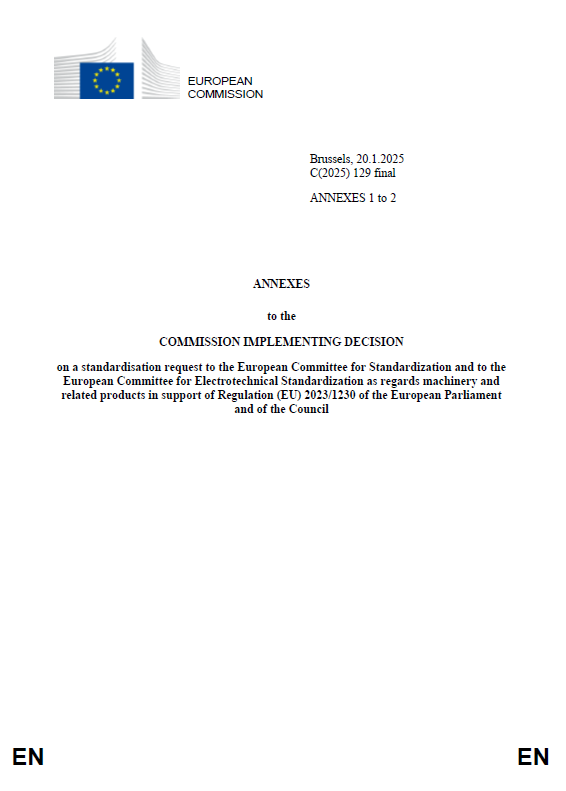 EUROPEAN
COMMISSION
Brussels, 20.1.2025
C(2025) 129 final
ANNEXES 1 to 2
ANNEXES
to the
COMMISSION IMPLEMENTING DECISION
on a standardisation request to the European Committee for Standardization and to the
European Committee for Electrotechnical Standardization as regards machinery and
related products in support of Regulation (EU) 2023/1230 of the European Parliament
and of the Council
EN
EN